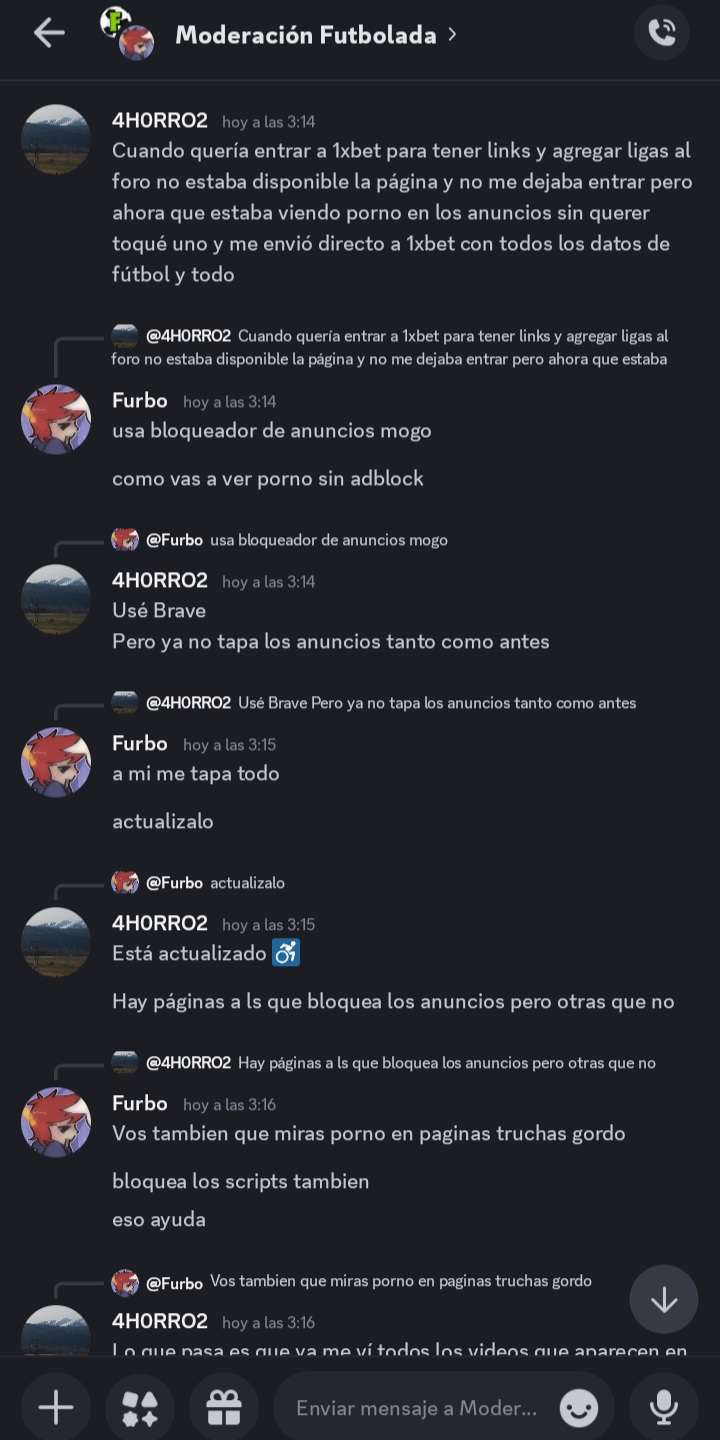 Moderación Futbolada
4H0RRO2 hoy a las 3:14
Cuando quería entrar a 1xbet para tener links y agregar ligas al
foro no estaba disponible la página y no me dejaba entrar pero
ahora que estaba viendo porno en los anuncios sin querer
toqué uno y me envió directo a 1xbet con todos los datos de
fútbol y todo
@4H0RRO2 Cuando quería entrar a 1xbet para tener links y agregar ligas al
foro no estaba disponible la página y no me dejaba entrar pero ahora que estaba
Furbo hoy a las 3:14
usa bloqueador de anuncios mogo
como vas a ver porno sin adblock
@Furbo usa bloqueador de anuncios mogo
4H0RRO2 hoy a las 3:14
Usé Brave
Pero ya no tapa los anuncios tanto como antes
@4H0RRO2 Usé Brave Pero ya no tapa los anuncios tanto como antes
Furbo hoy a las 3:15
a mi me tapa todo
actualizalo
@Furbo actualizalo
4H0RRO2 hoy a las 3:15
Está actualizado ♿
Hay páginas a ls que bloquea los anuncios pero otras que no
@4H0RRO2 Hay páginas a ls que bloquea los anuncios pero otras que no
Furbo hoy a las 3:16
Vos tambien que miras porno en paginas truchas gordo
bloquea los scripts tambien
eso ayuda
@Furbo Vos tambien que miras porno en paginas truchas gordo
4H0RRO2 hoy a las 3:16
Lo que pasa es que ya me ví todos los videos que aparecen en
Enviar mensaje a Moder...